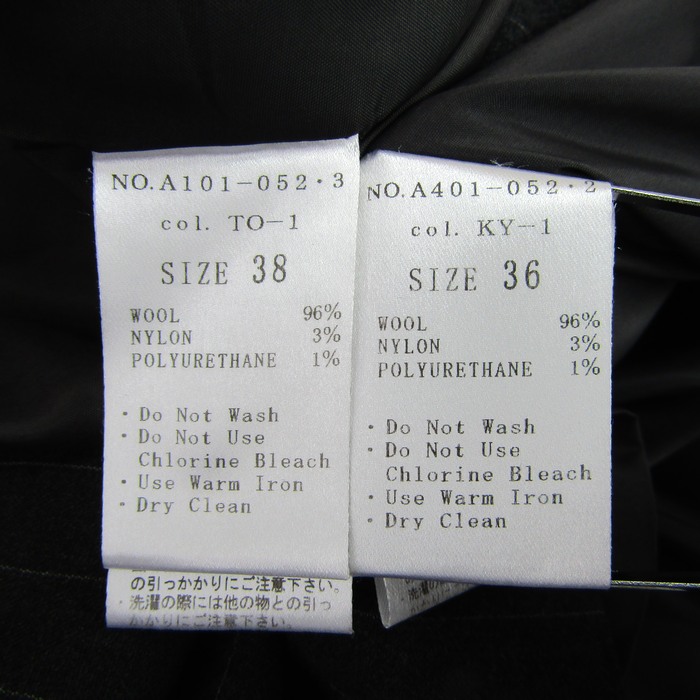 NO.A101-052・3
col. TO-1
SIZE 38
WOOL 96%
NYLON 3%
POLYURETHANE 1%
・Do Not Wash
・Do Not Use
Chlorine Bleach
・Use Warm Iron
・Dry Clean
の引っかかりにご注意下さい。
・洗濯の際には他の物との引っ
かかりにご注意下さい。
NO.A401-052・2
col. KY-1
SIZE 36
WOOL 96%
NYLON 3%
POLYURETHANE 1%
・Do Not Wash
・Do Not Use
Chlorine Bleach
・Use Warm Iron
・Dry Clean